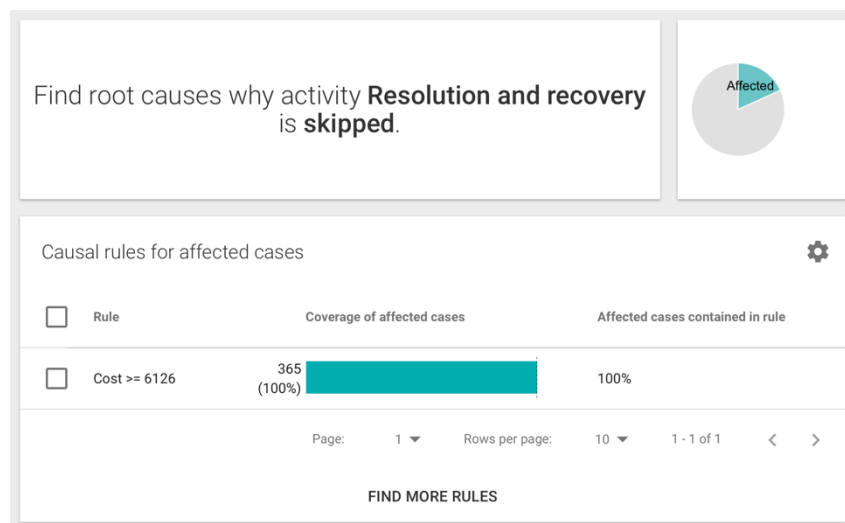 Find root causes why activity Resolution and recovery
is skipped.
Affected
Causal rules for affected cases
Rule Coverage of affected cases Affected cases contained in rule
Cost >= 6126 365 100%
(100%)
Page: 1 Rows per page: 10 1 - 1 of 1
FIND MORE RULES